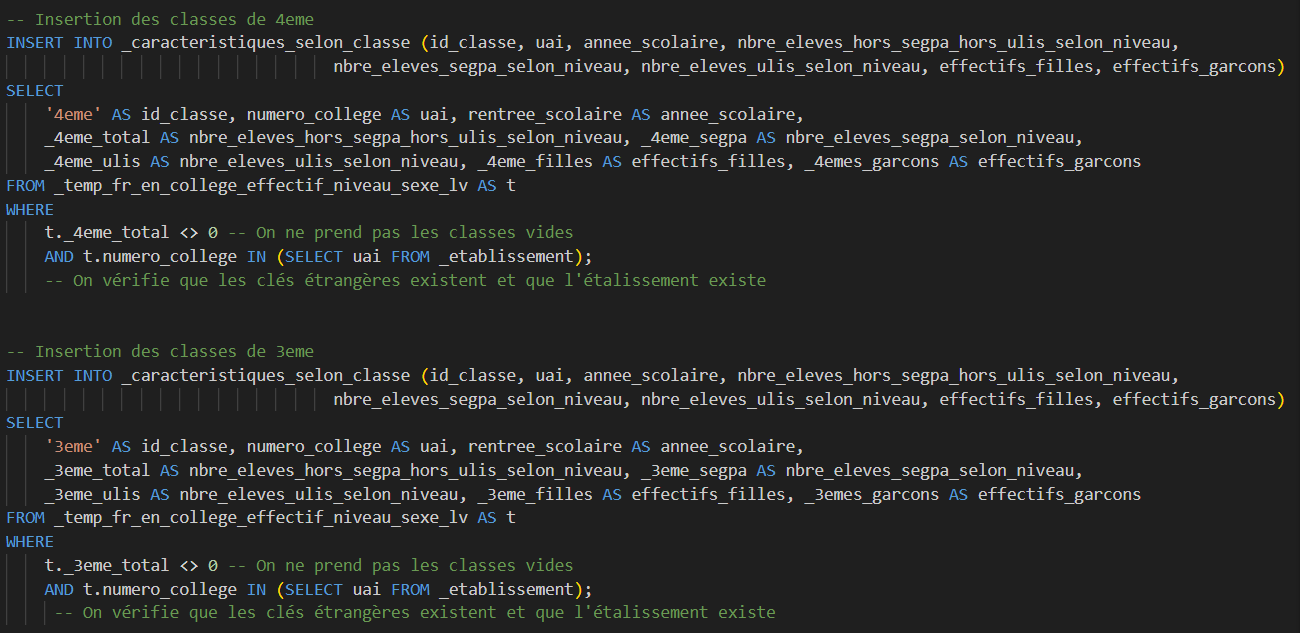 -- Insertion des classes de 4eme
INSERT INTO _caracteristiques_selon_classe (id_classe, uai, annee_scolaire, nbre_eleves_hors_segpa_hors_ulis_selon_niveau,
nbre_eleves_segpa_selon_niveau, nbre_eleves_ulis_selon_niveau, effectifs_filles, effectifs_garcons)
SELECT
'4eme' AS id_classe, numero_college AS uai, rentree_scolaire AS annee_scolaire,
_4eme_total AS nbre_eleves_hors_segpa_hors_ulis_selon_niveau, _4eme_segpa AS nbre_eleves_segpa_selon_niveau,
_4eme_ulis AS nbre_eleves_ulis_selon_niveau, _4eme_filles AS effectifs_filles, _4emes_garcons AS effectifs_garcons
FROM _temp_fr_en_college_effectif_niveau_sexe_lv AS t
WHERE
t._4eme_total <> 0 -- On ne prend pas les classes vides
AND t.numero_college IN (SELECT uai FROM _etablissement);
-- On vérifie que les clés étrangères existent et que l'étalissement existe
-- Insertion des classes de 3eme
INSERT INTO _caracteristiques_selon_classe (id_classe, uai, annee_scolaire, nbre_eleves_hors_segpa_hors_ulis_selon_niveau,
nbre_eleves_segpa_selon_niveau, nbre_eleves_ulis_selon_niveau, effectifs_filles, effectifs_garcons)
SELECT
'3eme' AS id_classe, numero_college AS uai, rentree_scolaire AS annee_scolaire,
_3eme_total AS nbre_eleves_hors_segpa_hors_ulis_selon_niveau, _3eme_segpa AS nbre_eleves_segpa_selon_niveau,
_3eme_ulis AS nbre_eleves_ulis_selon_niveau, _3eme_filles AS effectifs_filles, _3emes_garcons AS effectifs_garcons
FROM _temp_fr_en_college_effectif_niveau_sexe_lv AS t
WHERE
t._3eme_total <> 0 -- On ne prend pas les classes vides
AND t.numero_college IN (SELECT uai FROM _etablissement);
-- On vérifie que les clés étrangères existent et que l'étalissement existe